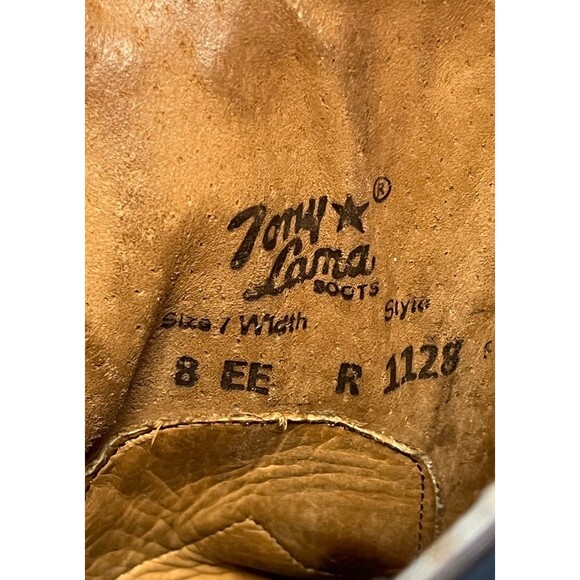 Tony Lama ®
BOOTS
Size / Width Style
8 EE R 1128